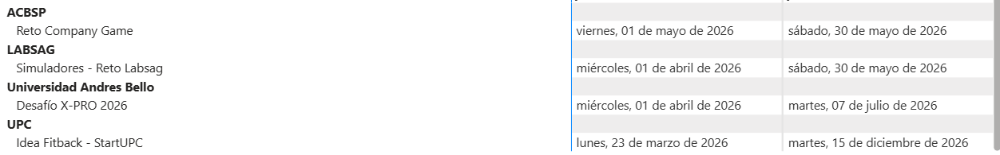 ACBSP
Reto Company Game viernes, 01 de mayo de 2026 sábado, 30 de mayo de 2026
LABSAG
Simuladores - Reto Labsag miércoles, 01 de abril de 2026 sábado, 30 de mayo de 2026
Universidad Andres Bello
Desafío X-PRO 2026 miércoles, 01 de abril de 2026 martes, 07 de julio de 2026
UPC
Idea Fitback - StartUPC lunes, 23 de marzo de 2026 martes, 15 de diciembre de 2026